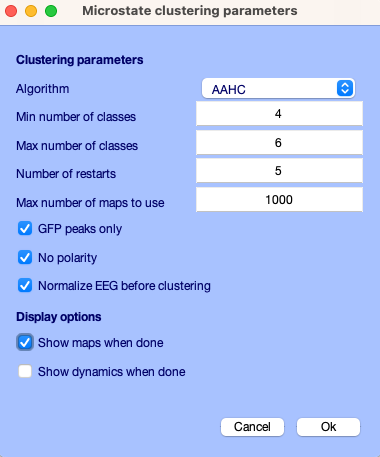 Microstate clustering parameters
Clustering parameters
Algorithm AAHC
Min number of classes 4
Max number of classes 6
Number of restarts 5
Max number of maps to use 1000
GFP peaks only
No polarity
Normalize EEG before clustering
Display options
Show maps when done
Show dynamics when done
Cancel Ok